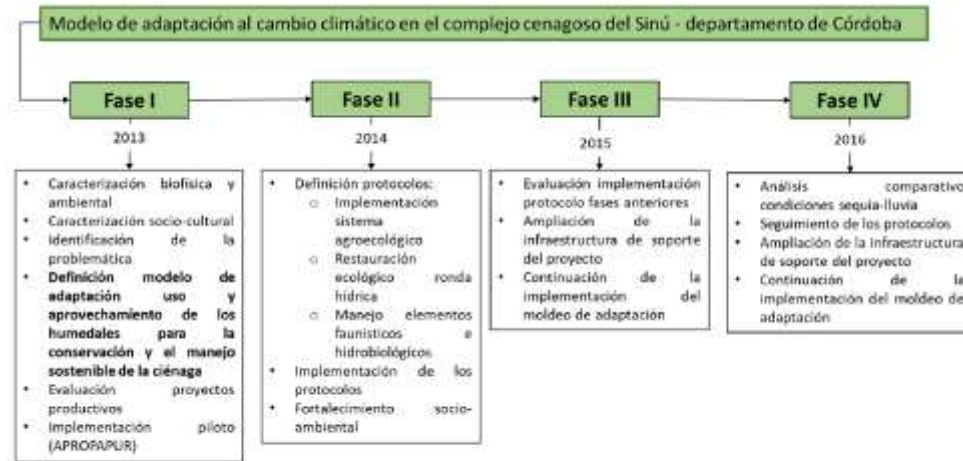 Modelo de adaptación al cambio climático en el complejo cenagoso del Sinú - departamento de Córdoba
Fase I
2013
• Caracterización biofísica y
ambiental
• Caracterización socio-cultural
• Identificación de la
problemática
• Definición modelo de
adaptación uso y
aprovechamiento de los
humedales para la
conservación y el manejo
sostenible de la ciénaga
• Evaluación proyectos
productivos
• Implementación piloto
(APROPAPUR)
Fase II
2014
• Definición protocolos:
o Implementación
sistema
agroecológico
o Restauración
ecológico ronda
hídrica
o Manejo elementos
faunísticos e
hidrobiológicos
• Implementación de los
protocolos
• Fortalecimiento socio-
ambiental
Fase III
2015
• Evaluación implementación
protocolo fases anteriores
• Ampliación de la
infraestructura de soporte
del proyecto
• Continuación de la
implementación del
moldeo de adaptación
Fase IV
2016
• Análisis comparativo
condiciones sequia-lluvia
• Seguimiento de los protocolos
• Ampliación de la infraestructura
de soporte del proyecto
• Continuación de la
implementación del moldeo de
adaptación